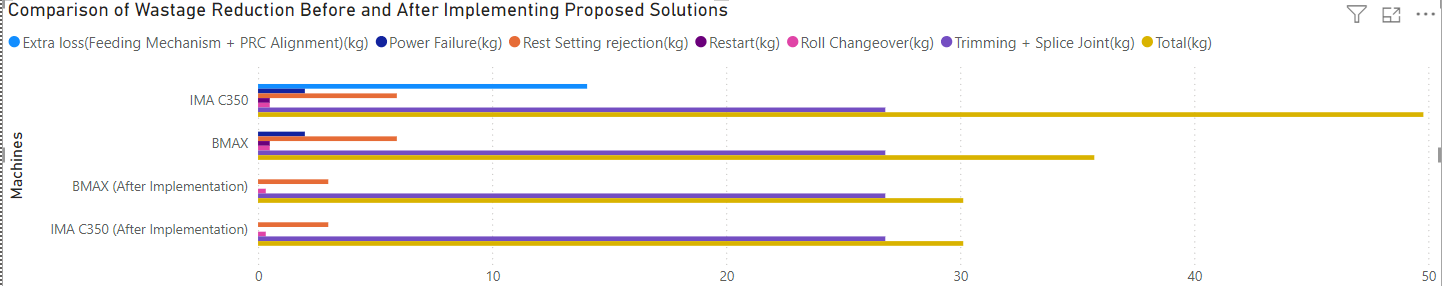 Comparison of Wastage Reduction Before and After Implementing Proposed Solutions
Extra loss(Feeding Mechanism + PRC Alignment)(kg) Power Failure(kg) Rest Setting rejection(kg) Restart(kg) Roll Changeover(kg) Trimming + Splice Joint(kg) Total(kg)
Machines
IMA C350
BMAX
BMAX (After Implementation)
IMA C350 (After Implementation)
0 10 20 30 40 50